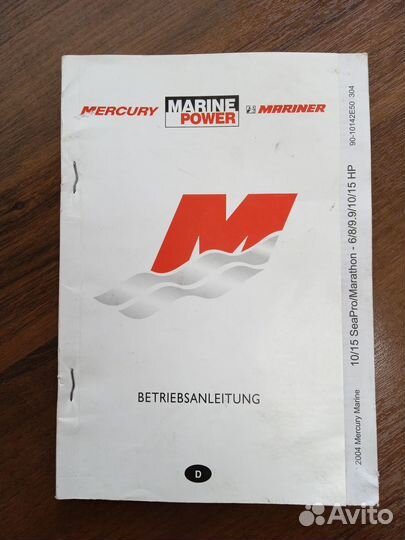 MERCURY MARINE POWER MARINER
M
BETRIEBSANLEITUNG
D
2004 Mercury Marine 10/15 SeaPro/Marathon - 6/8/9.9/10/15 HP 90-10142E50 304
Avito